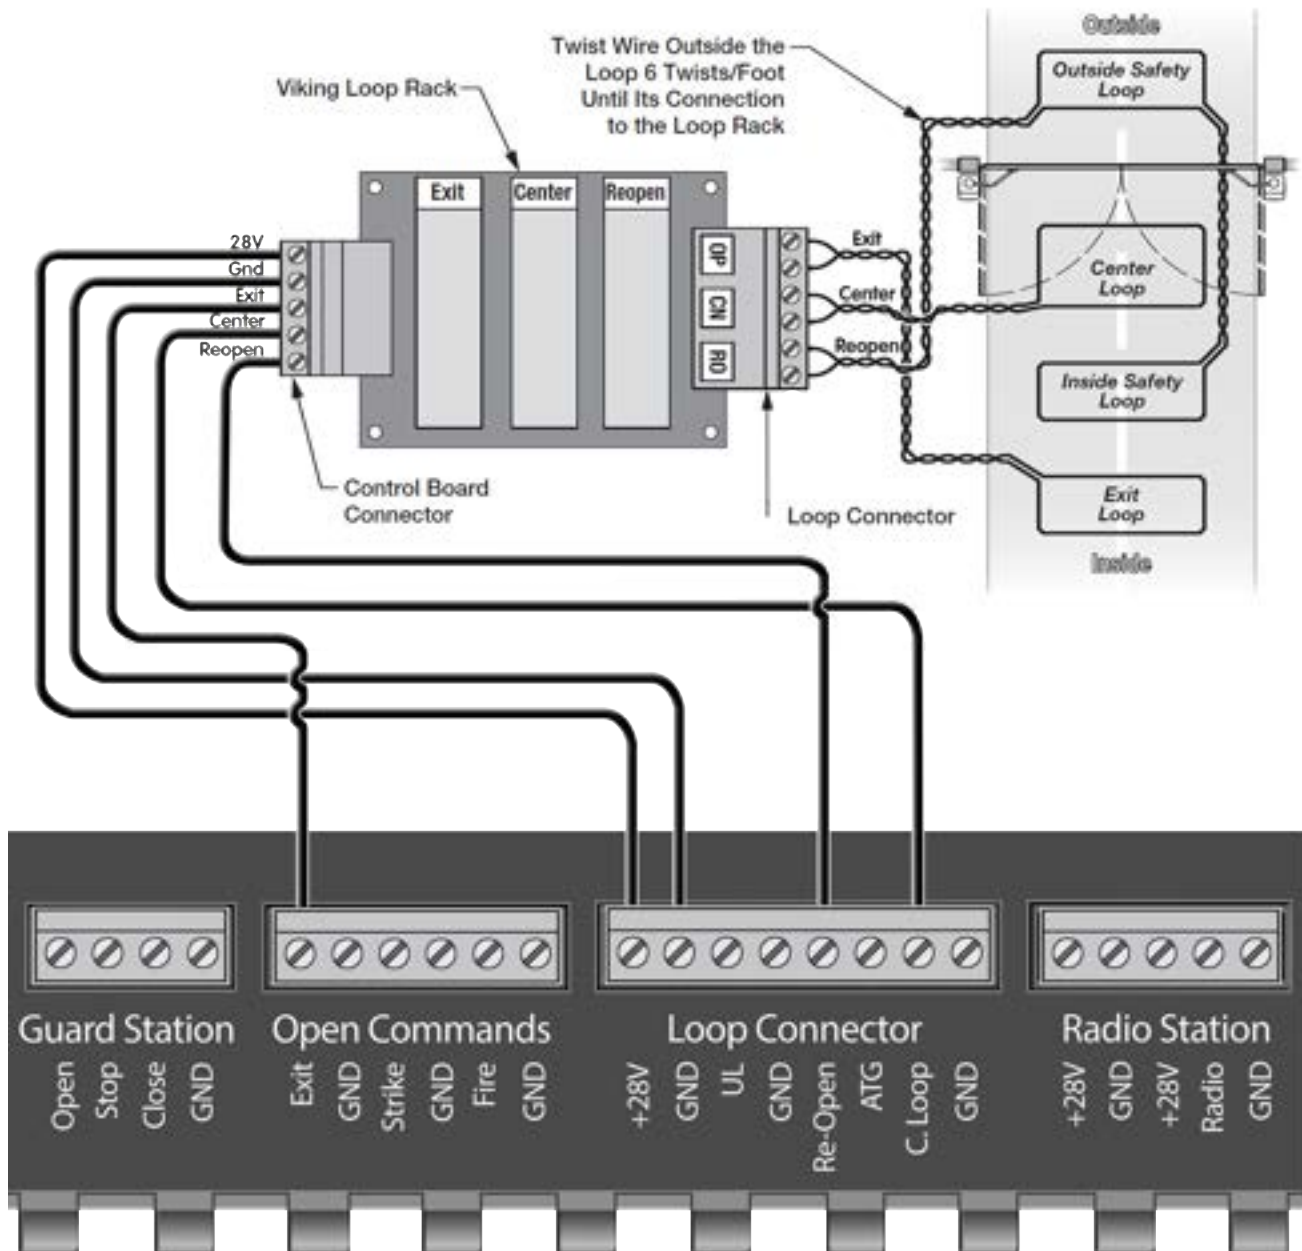 Outside
Twist Wire Outside the
Loop 6 Twists/Foot
Until Its Connection
to the Loop Rack
Outside Safety
Loop
Viking Loop Rack
Exit
Center
Reopen
28V
Gnd
Exit
Center
Reopen
OP
CN
RO
Exit
Center
Reopen
Center
Loop
Inside Safety
Loop
Exit
Loop
Inside
Control Board
Connector
Loop Connector
Guard Station
Open
Stop
Close
GND
Open Commands
Exit
GND
Strike
GND
Fire
GND
Loop Connector
+28V
GND
UL
GND
Re-Open
ATG
C. Loop
GND
Radio Station
+28V
GND
+28V
Radio
GND